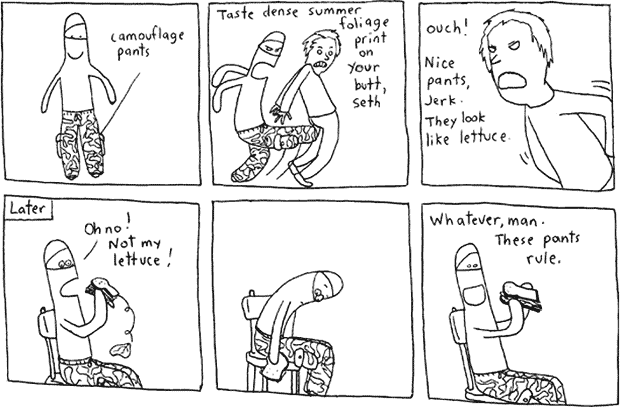 camouflage
pants
Taste dense summer
foliage
print
on
your
butt,
seth
ouch!
Nice
pants,
Jerk.
They look
like lettuce.
Later
Oh no!
Not my
lettuce!
Whatever, man.
These pants
rule.